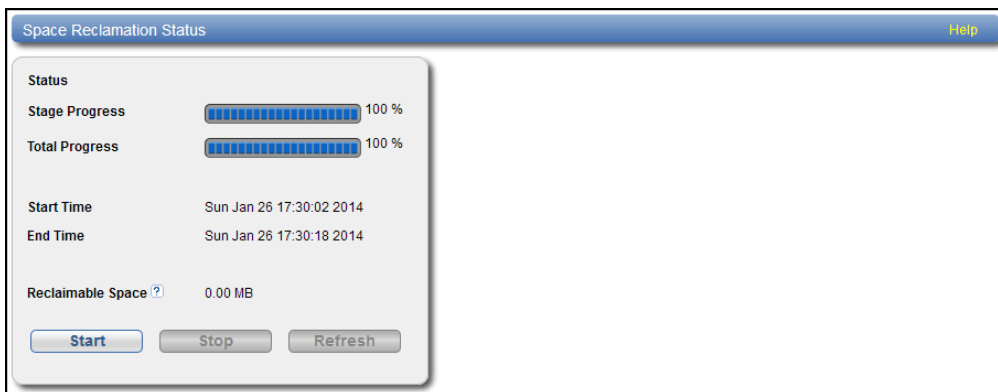 Space Reclamation Status Help
Status
Stage Progress 100 %
Total Progress 100 %
Start Time Sun Jan 26 17:30:02 2014
End Time Sun Jan 26 17:30:18 2014
Reclaimable Space ? 0.00 MB
Start Stop Refresh